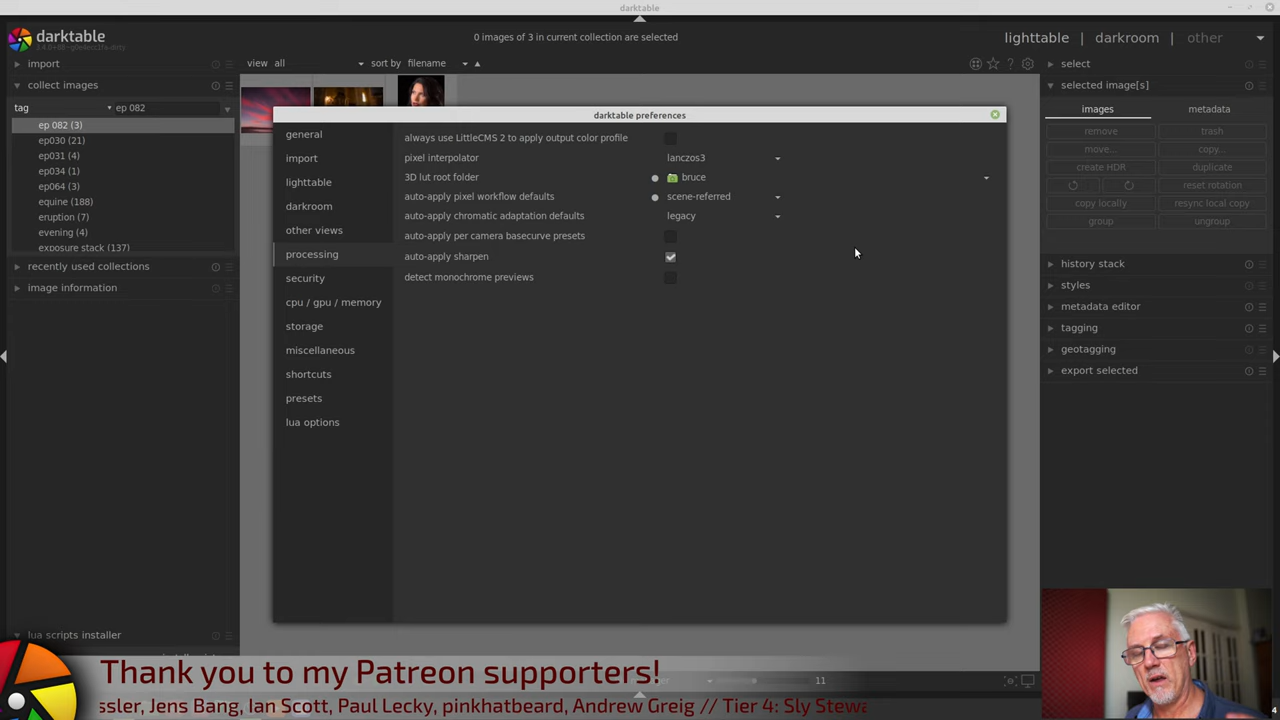 darktable
darktable
0 images of 3 in current collection are selected
lighttable | darkroom | other
import
view all
sort by filename
select
collect images
selected image[s]
tag
ep 082
images
metadata
ep 082 (3)
ep030 (21)
ep031 (4)
ep034 (1)
ep064 (3)
equine (188)
eruption (7)
evening (4)
exposure stack (137)
recently used collections
image information
lua scripts installer
darktable preferences
general
import
lighttable
darkroom
other views
processing
security
cpu / gpu / memory
storage
miscellaneous
shortcuts
presets
lua options
always use LittleCMS 2 to apply output color profile
pixel interpolator
lanczos3
3D lut root folder
bruce
auto-apply pixel workflow defaults
scene-referred
auto-apply chromatic adaptation defaults
legacy
auto-apply per camera basecurve presets
auto-apply sharpen
detect monochrome previews
remove
trash
move...
copy...
create HDR
duplicate
reset rotation
copy locally
resync local copy
group
ungroup
history stack
styles
metadata editor
tagging
geotagging
export selected
11
Thank you to my Patreon supporters!
ssler, Jens Bang, Ian Scott, Paul Lecky, pinkhatbeard, Andrew Greig // Tier 4: Sly Stewa